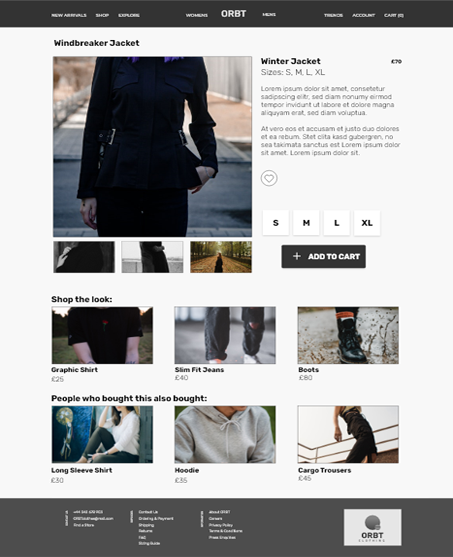 NEW ARRIVALS SHOP EXPLORE WOMENS ORBT MENS TRENDS ACCOUNT CART (0)
Windbreaker Jacket
Winter Jacket £70
Sizes: S, M, L, XL
Lorem ipsum dolor sit amet, consetetur
sadipscing elitr, sed diam nonumy eirmod
tempor invidunt ut labore et dolore magna
aliquyam erat, sed diam voluptua.
At vero eos et accusam et justo duo dolores
et ea rebum. Stet clita kasd gubergren, no
sea takimata sanctus est Lorem ipsum dolor
sit amet. Lorem ipsum dolor sit.
S M L XL
+ ADD TO CART
Shop the look:
Graphic Shirt
£25
Slim Fit Jeans
£40
Boots
£80
People who bought this also bought:
Long Sleeve Shirt
£30
Hoodie
£35
Cargo Trousers
£45
Find a Store
Contact Us
Ordering & Payment
Shipping
Returns
FAQ
Sizing Guide
About ORBT
Careers
Privacy Policy
Terms & Conditions
Press Enquiries
ORBT
CLOTHING